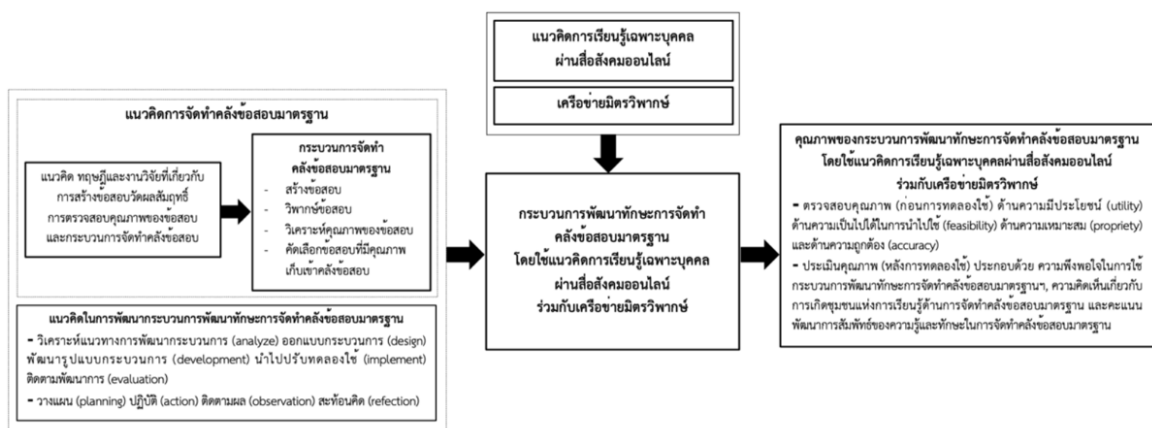 แนวคิดการเรียนรู้เฉพาะบุคคล
ผ่านสื่อสังคมออนไลน์
เครือข่ายมิตรวิพากษ์
แนวคิดการจัดทำคลังข้อสอบมาตรฐาน
แนวคิด ทฤษฎีและงานวิจัยที่เกี่ยวกับ
การสร้างข้อสอบวัดผลสัมฤทธิ์
การตรวจสอบคุณภาพของข้อสอบ
และกระบวนการจัดทำคลังข้อสอบ
กระบวนการจัดทำ
คลังข้อสอบมาตรฐาน
- สร้างข้อสอบ
- วิพากษ์ข้อสอบ
- วิเคราะห์คุณภาพของข้อสอบ
- คัดเลือกข้อสอบที่มีคุณภาพ
เก็บเข้าคลังข้อสอบ
แนวคิดในการพัฒนากระบวนการพัฒนาทักษะการจัดทำคลังข้อสอบมาตรฐาน
- วิเคราะห์แนวทางการพัฒนากระบวนการ (analyze) ออกแบบกระบวนการ (design)
พัฒนารูปแบบกระบวนการ (development) นำไปปรับทดลองใช้ (implement)
ติดตามพัฒนาการ (evaluation)
- วางแผน (planning) ปฏิบัติ (action) ติดตามผล (observation) สะท้อนคิด (refection)
กระบวนการพัฒนาทักษะการจัดทำ
คลังข้อสอบมาตรฐาน
โดยใช้แนวคิดการเรียนรู้เฉพาะบุคคล
ผ่านสื่อสังคมออนไลน์
ร่วมกับเครือข่ายมิตรวิพากษ์
คุณภาพของกระบวนการพัฒนาทักษะการจัดทำคลังข้อสอบมาตรฐาน
โดยใช้แนวคิดการเรียนรู้เฉพาะบุคคลผ่านสื่อสังคมออนไลน์
ร่วมกับเครือข่ายมิตรวิพากษ์
- ตรวจสอบคุณภาพ (ก่อนการทดลองใช้) ด้านความมีประโยชน์ (utility)
ด้านความเป็นไปได้ในการนำไปใช้ (feasibility) ด้านความเหมาะสม (propriety)
และด้านความถูกต้อง (accuracy)
- ประเมินคุณภาพ (หลังการทดลองใช้) ประกอบด้วย ความพึงพอใจในการใช้
กระบวนการพัฒนาทักษะการจัดทำคลังข้อสอบมาตรฐานฯ, ความคิดเห็นเกี่ยวกับ
การเกิดชุมชนแห่งการเรียนรู้ด้านการจัดทำคลังข้อสอบมาตรฐาน และคะแนน
พัฒนาการสัมพัทธ์ของความรู้และทักษะในการจัดทำคลังข้อสอบมาตรฐาน